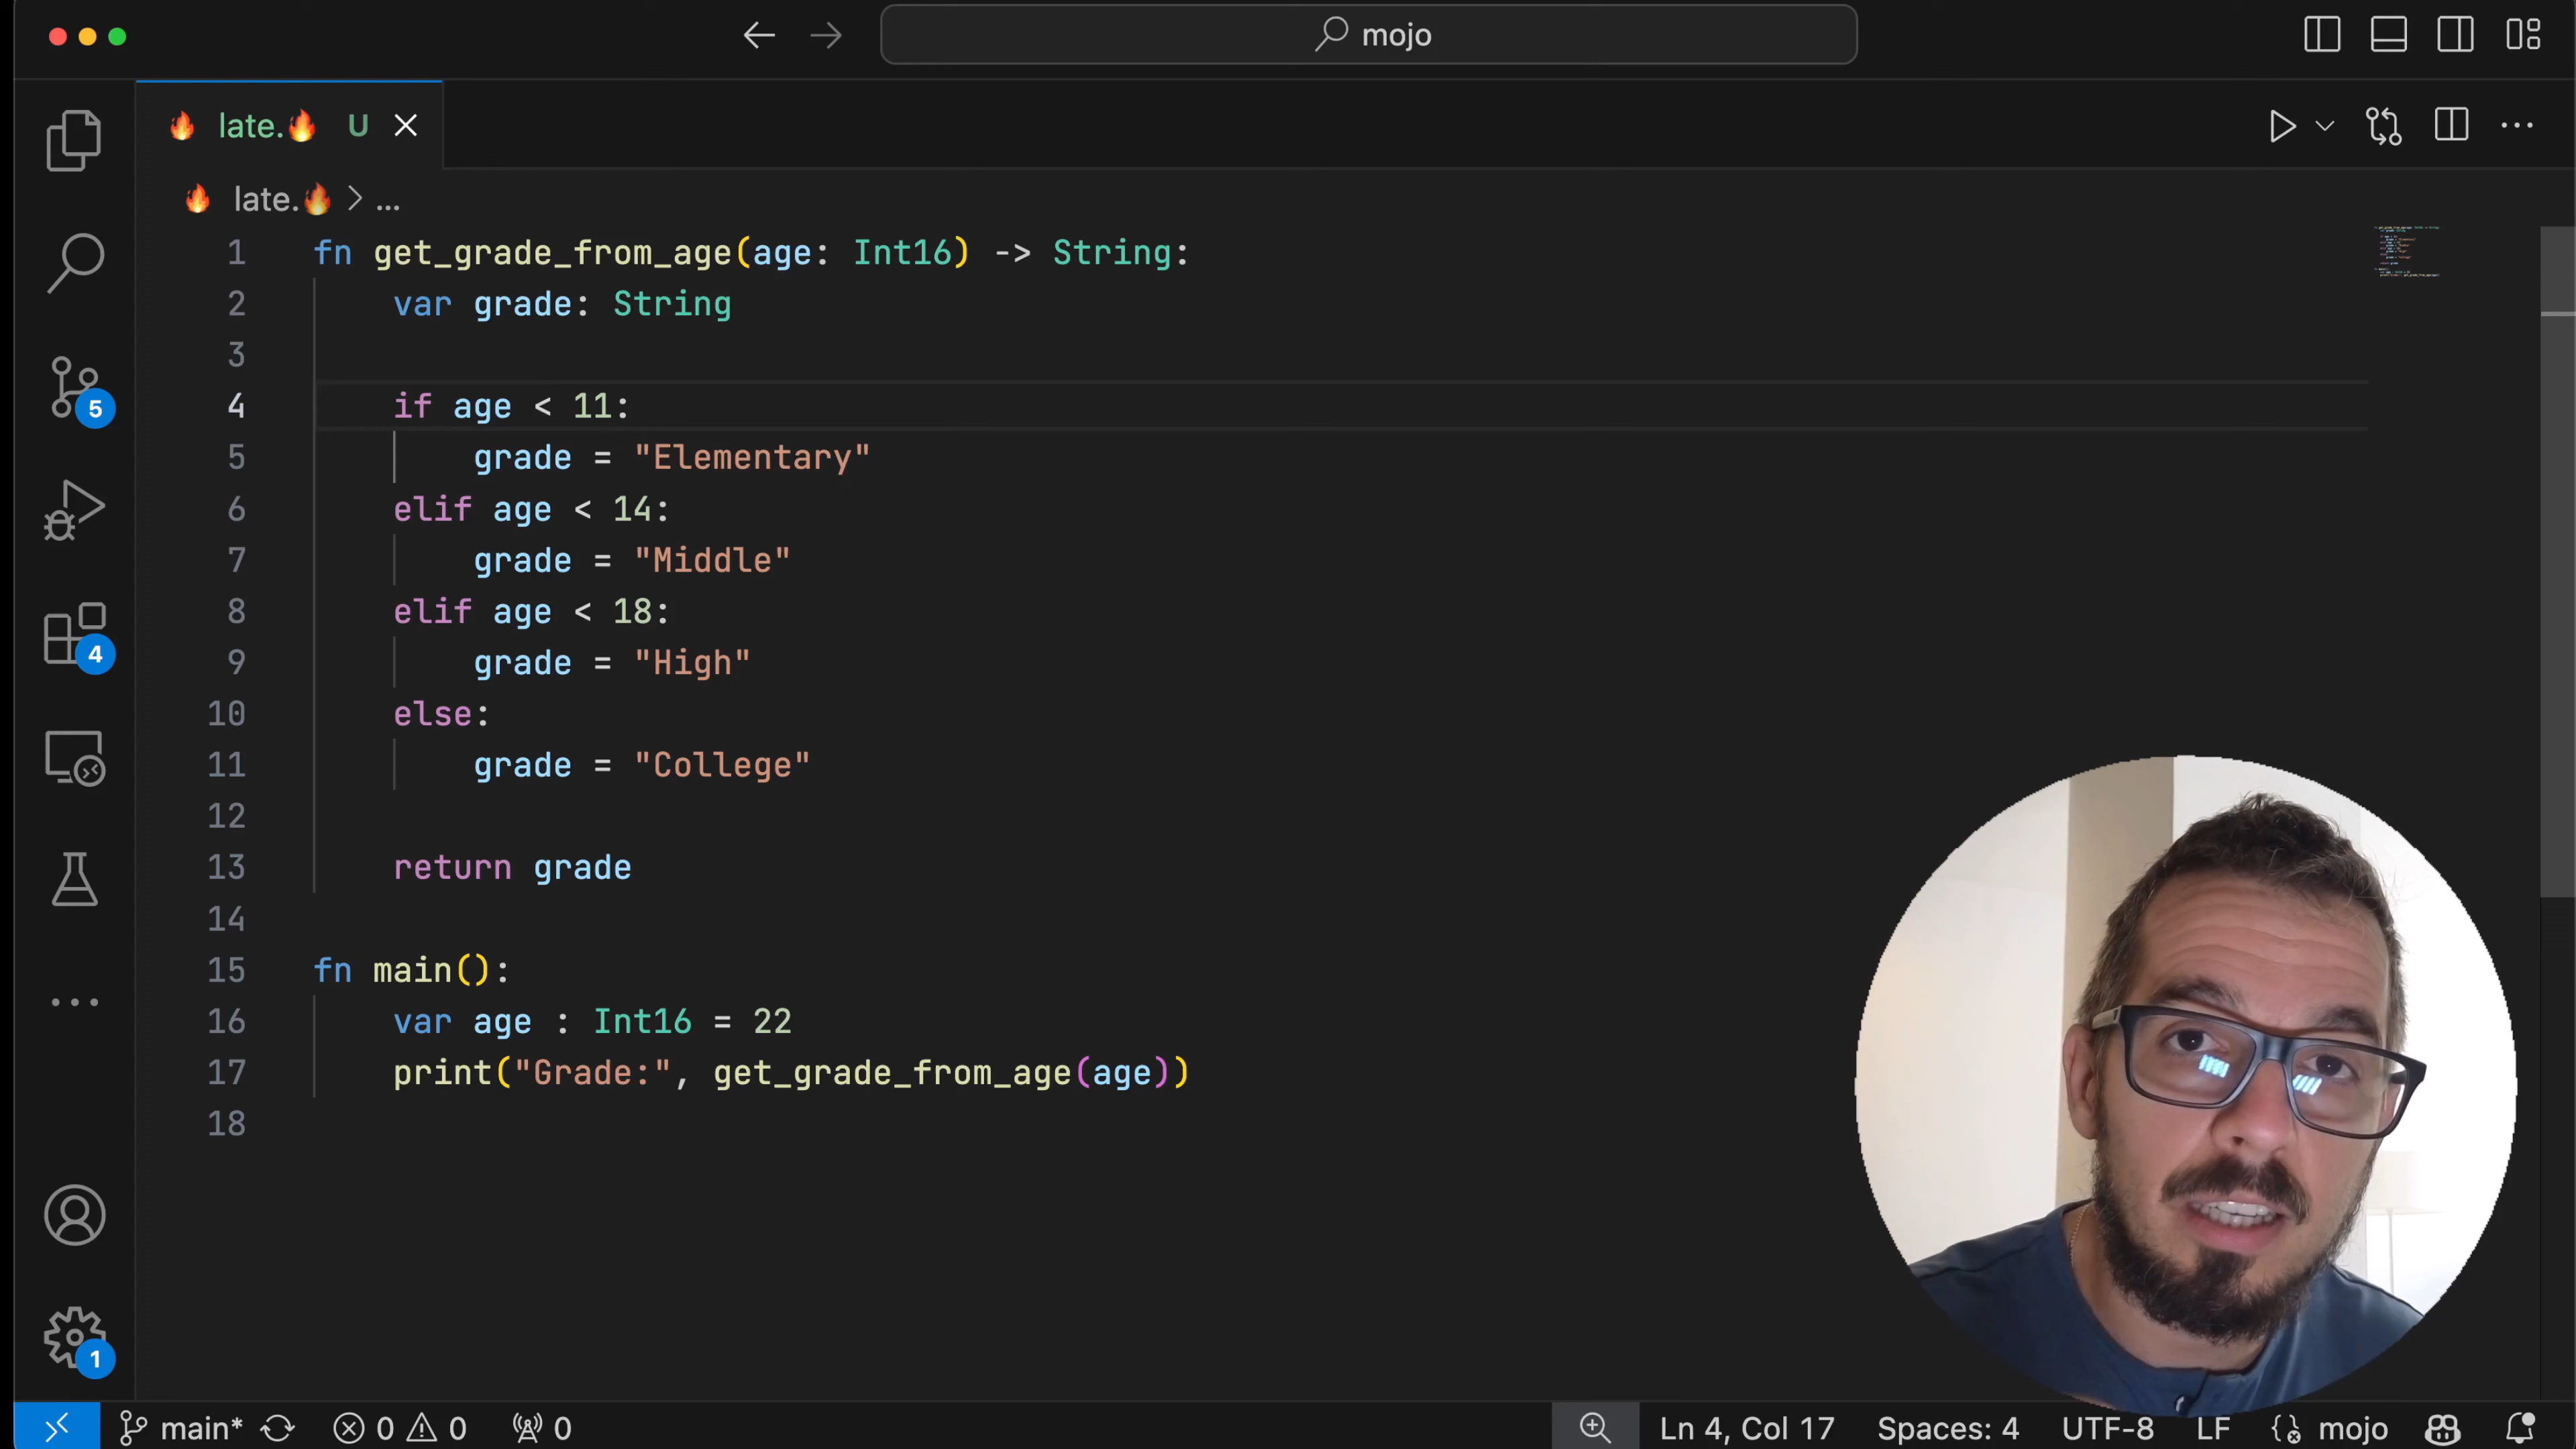 mojo
late.🔥 U
late.🔥 > ...
1 fn get_grade_from_age(age: Int16) -> String:
2 var grade: String
3
4 if age < 11:
5 grade = "Elementary"
6 elif age < 14:
7 grade = "Middle"
8 elif age < 18:
9 grade = "High"
10 else:
11 grade = "College"
12
13 return grade
14
15 fn main():
16 var age : Int16 = 22
17 print("Grade:", get_grade_from_age(age))
18
5
4
1
main* 0 0 0 Ln 4, Col 17 Spaces: 4 UTF-8 LF mojo